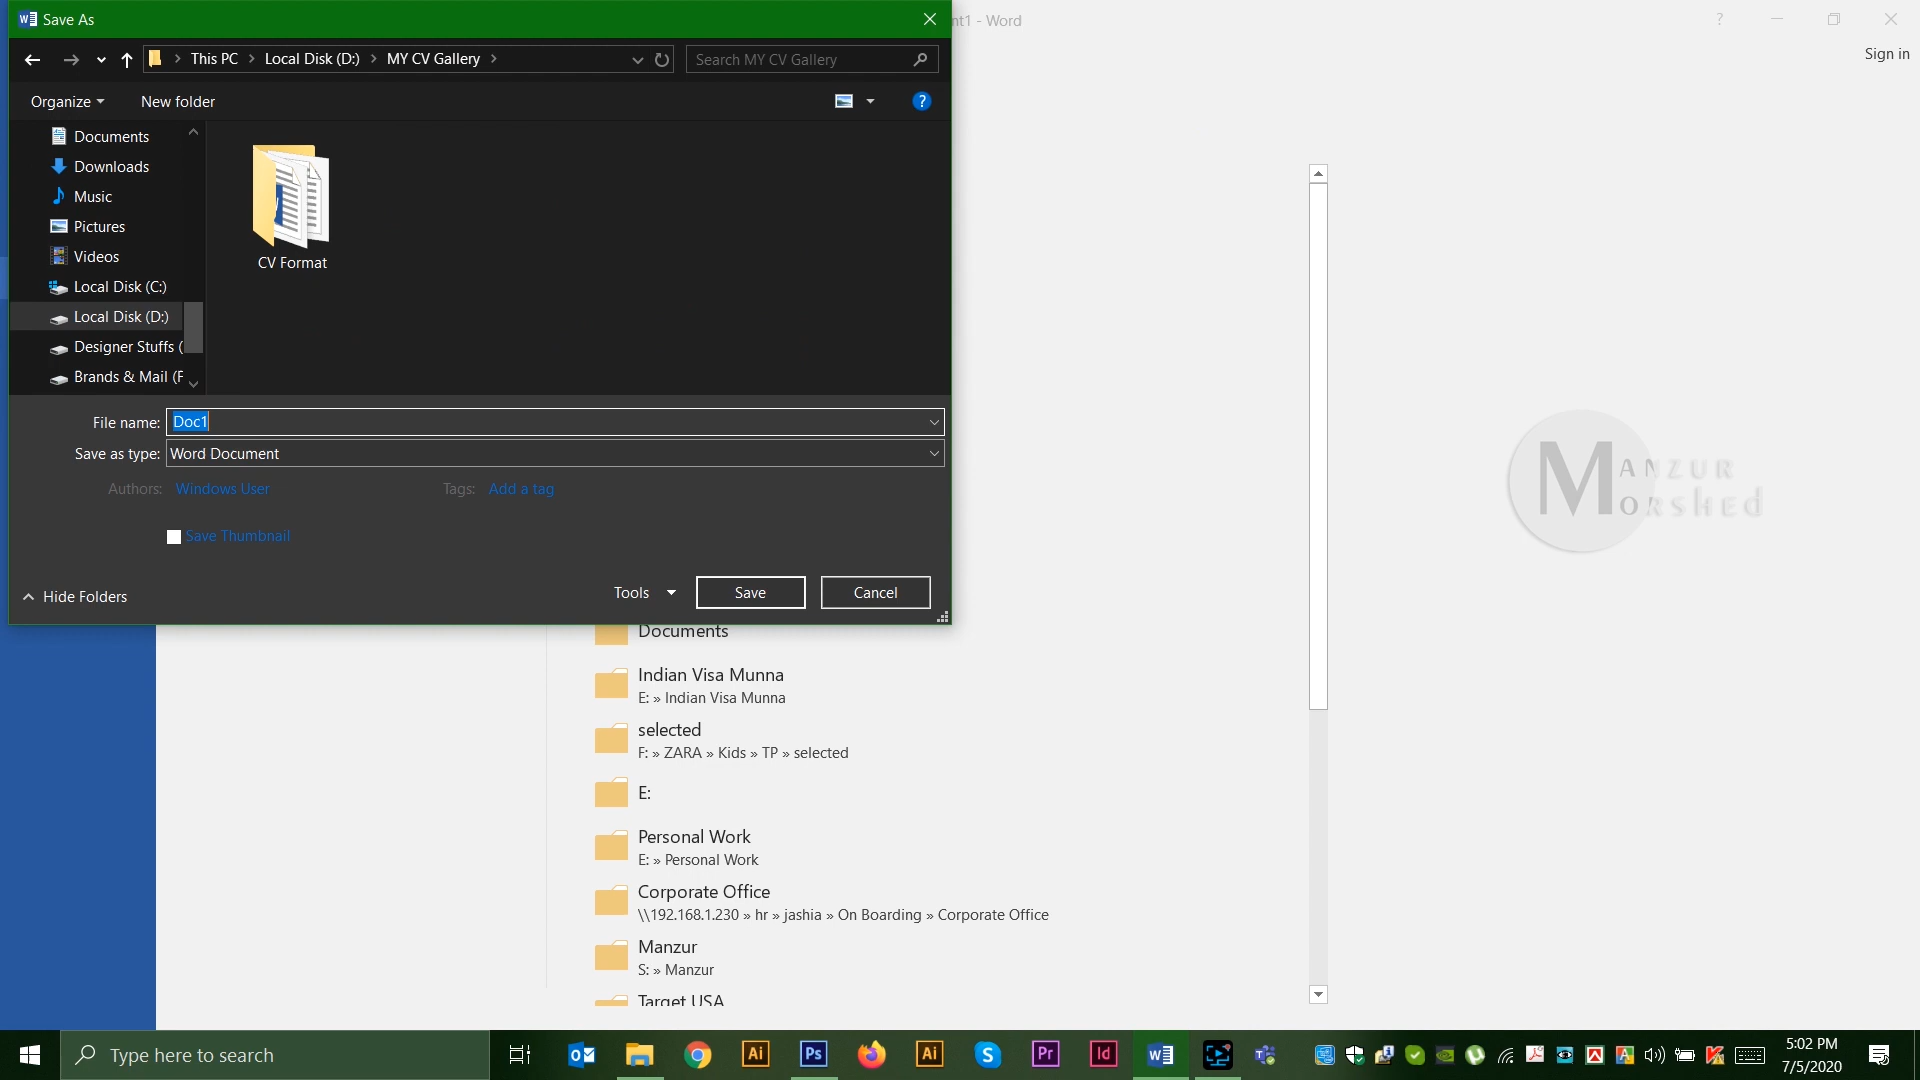 Save As
nt1 - Word
Sign in
This PC
Local Disk (D:)
MY CV Gallery
Search MY CV Gallery
Organize
New folder
Documents
Downloads
Music
Pictures
Videos
Local Disk (C:)
Local Disk (D:)
Designer Stuffs (
Brands & Mail (F
CV Format
File name: Doc1
Save as type: Word Document
Authors: Windows User
Tags: Add a tag
Save Thumbnail
Hide Folders
Tools
Save
Cancel
Documents
Indian Visa Munna
E: » Indian Visa Munna
selected
F: » ZARA » Kids » TP » selected
E:
Personal Work
E: » Personal Work
Corporate Office
\\192.168.1.230 » hr » jashia » On Boarding » Corporate Office
Manzur
S: » Manzur
Target USA
MANZUR
MORSHED
Type here to search
5:02 PM
7/5/2020